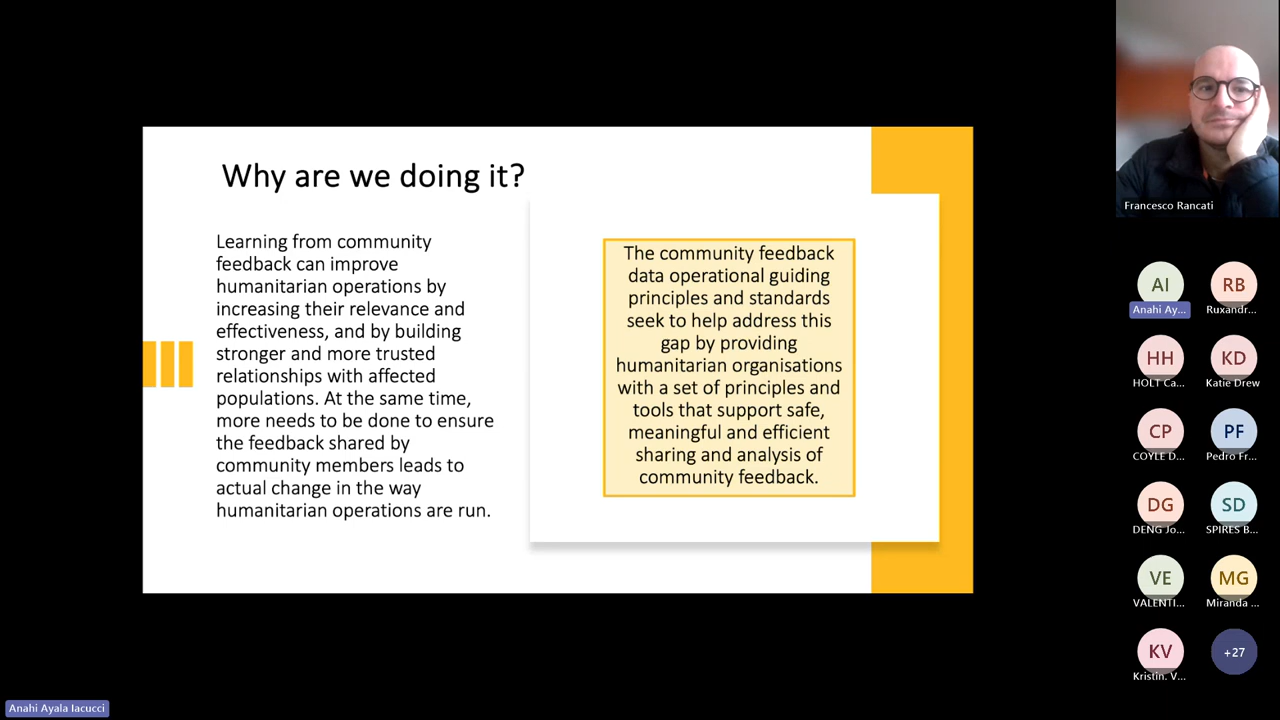 Why are we doing it?
Learning from community
feedback can improve
humanitarian operations by
increasing their relevance and
effectiveness, and by building
stronger and more trusted
relationships with affected
populations. At the same time,
more needs to be done to ensure
the feedback shared by
community members leads to
actual change in the way
humanitarian operations are run.
The community feedback
data operational guiding
principles and standards
seek to help address this
gap by providing
humanitarian organisations
with a set of principles and
tools that support safe,
meaningful and efficient
sharing and analysis of
community feedback.
Francesco Rancati
AI
RB
Anahi Ay...
Ruxandr...
HH
KD
HOLT Ca...
Katie Drew
CP
PF
COYLE D...
Pedro Fr...
DG
SD
DENG Jo...
SPIRES B...
VE
MG
VALENTI...
Miranda ...
KV
+27
Kristin. V...
Anahi Ayala Iacucci